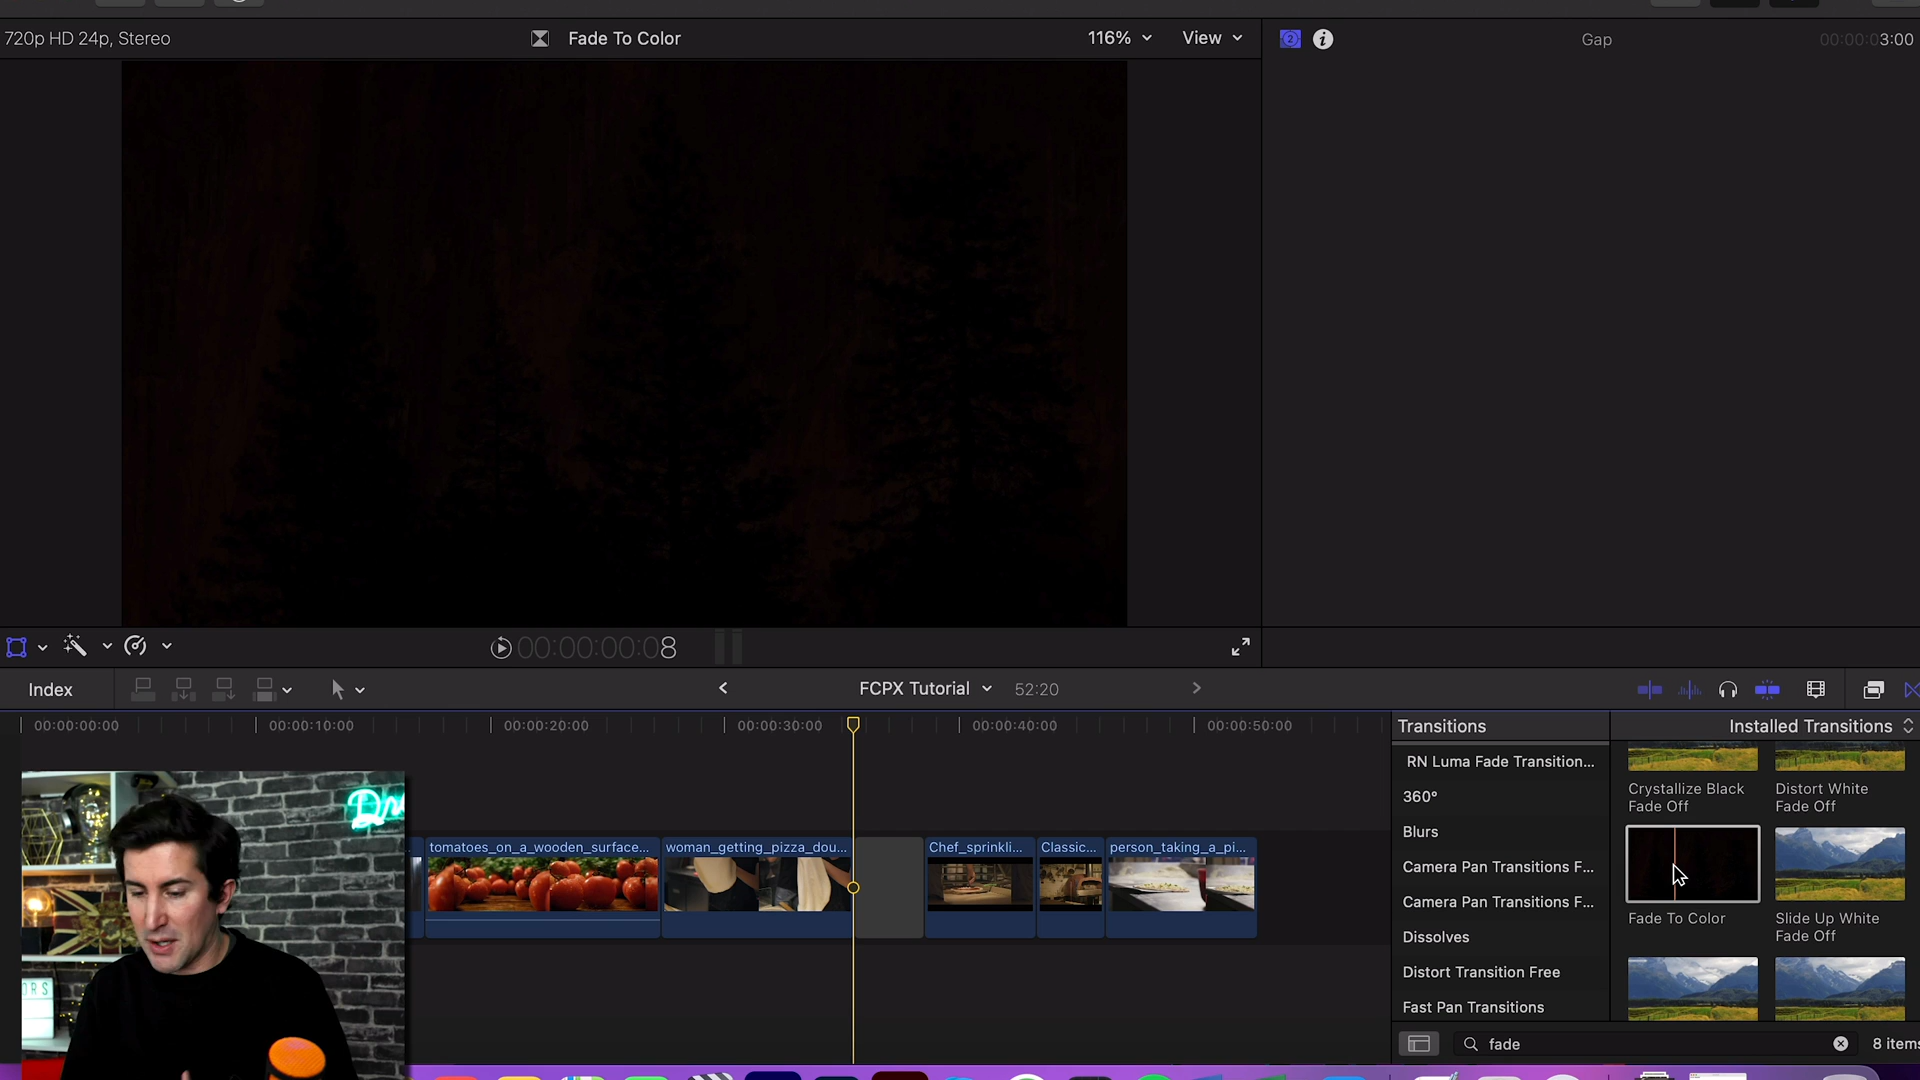 720p HD 24p, Stereo
Fade To Color
116%
View
2
i
Gap
00:00:03:00
00:00:00:08
Index
FCPX Tutorial
52:20
00:00:00:00
00:00:10:00
00:00:20:00
00:00:30:00
00:00:40:00
00:00:50:00
Transitions
Installed Transitions
RN Luma Fade Transition...
360°
Blurs
Camera Pan Transitions F...
Camera Pan Transitions F...
Dissolves
Distort Transition Free
Fast Pan Transitions
Crystallize Black
Fade Off
Distort White
Fade Off
Fade To Color
Slide Up White
Fade Off
tomatoes_on_a_wooden_surface...
woman_getting_pizza_dou...
Chef_sprinkli...
Classic...
person_taking_a_pi...
ORS
fade
8 items